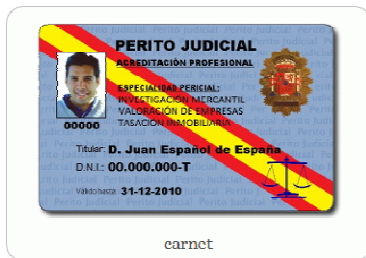 PERITO JUDICIAL
ACREDITACIÓN PROFESIONAL
ESPECIALIDAD PERICIAL:
INVESTIGACIÓN MERCANTIL
VALORACIÓN DE EMPRESAS
TASACIÓN INMOBILIARIA
00000
Titular: D. Juan Español de España
D.N.I.: 00.000.000-T
Válido hasta: 31-12-2010
carnet